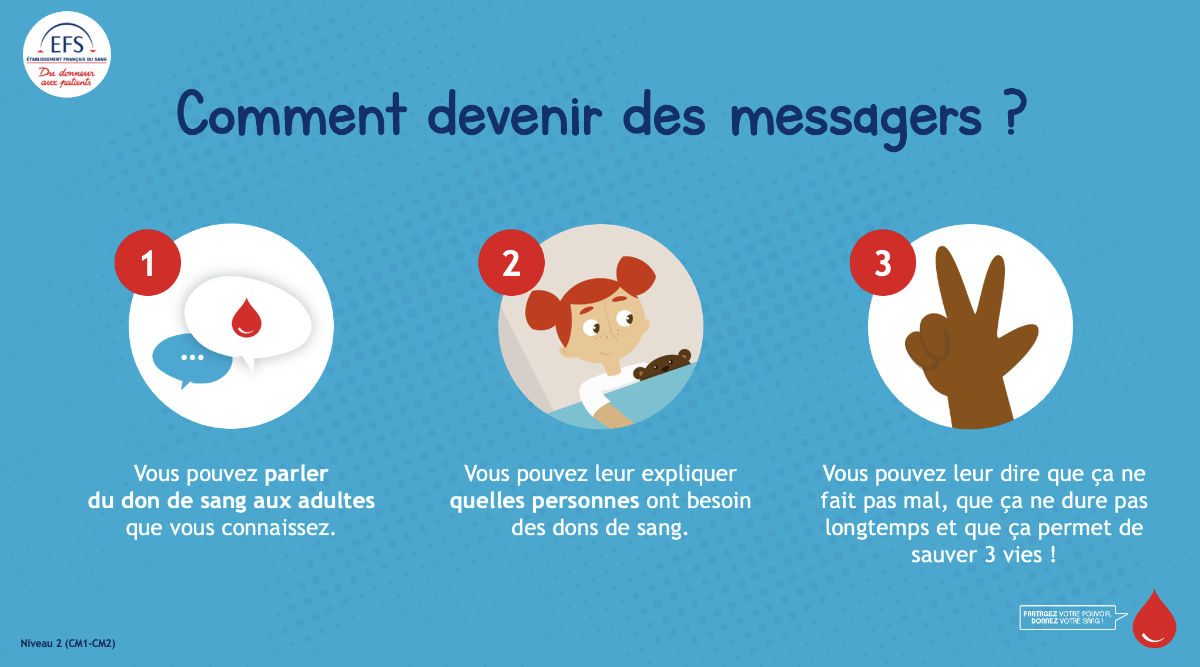 EFS
ÉTABLISSEMENT FRANÇAIS DU SANG
Du donneur
aux patients
Comment devenir des messagers ?
1
Vous pouvez parler
du don de sang aux adultes
que vous connaissez.
2
Vous pouvez leur expliquer
quelles personnes ont besoin
des dons de sang.
3
Vous pouvez leur dire que ça ne
fait pas mal, que ça ne dure pas
longtemps et que ça permet de
sauver 3 vies !
PARTAGEZ VOTRE POUVOIR,
DONNEZ VOTRE SANG !
Niveau 2 (CM1-CM2)